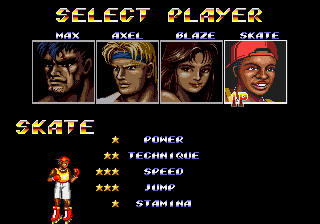 SELECT PLAYER
MAX AXEL BLAZE SKATE
1P
SKATE
★ POWER
★★ TECHNIQUE
★★★ SPEED
★★★ JUMP
★ STAMINA